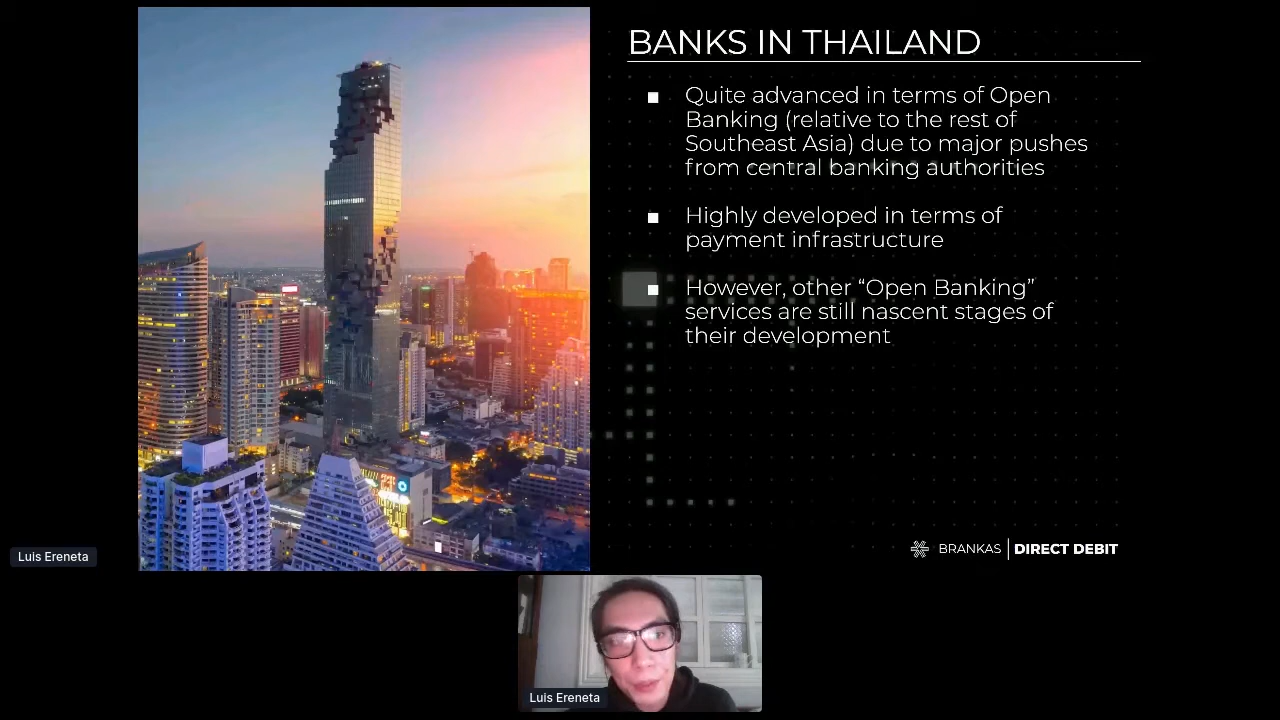 BANKS IN THAILAND
■ Quite advanced in terms of Open
Banking (relative to the rest of
Southeast Asia) due to major pushes
from central banking authorities
■ Highly developed in terms of
payment infrastructure
■ However, other “Open Banking”
services are still nascent stages of
their development
BRANKAS | DIRECT DEBIT
Luis Ereneta
Luis Ereneta